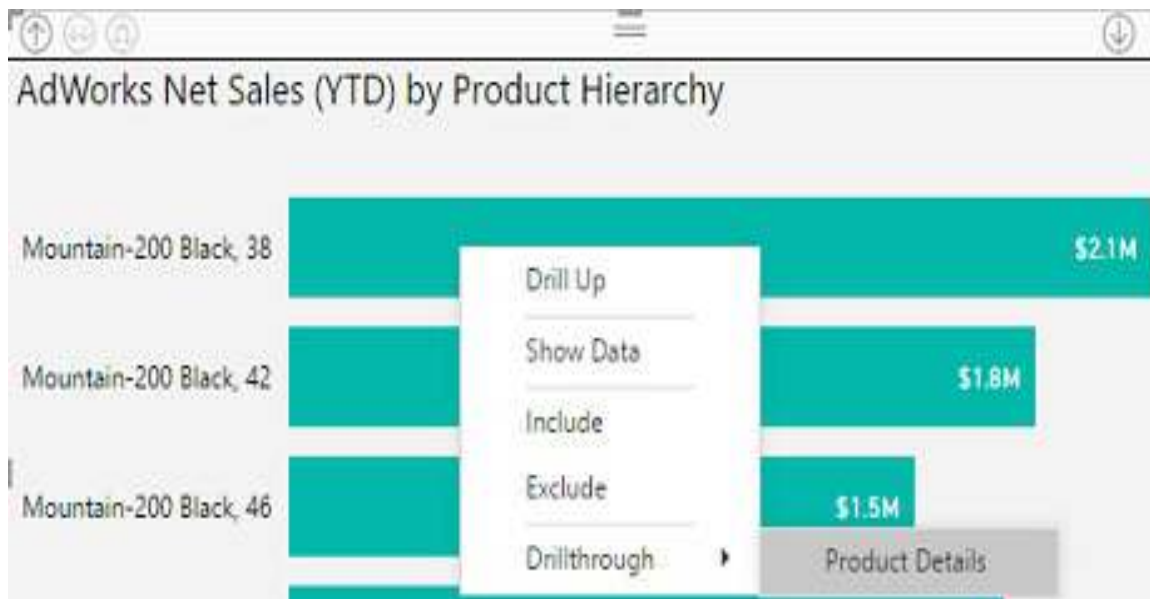 AdWorks Net Sales (YTD) by Product Hierarchy
Mountain-200 Black, 38
$2.1M
Drill Up
Show Data
Mountain-200 Black, 42
$1.8M
Include
Exclude
Mountain-200 Black, 46
$1.5M
Drillthrough
Product Details